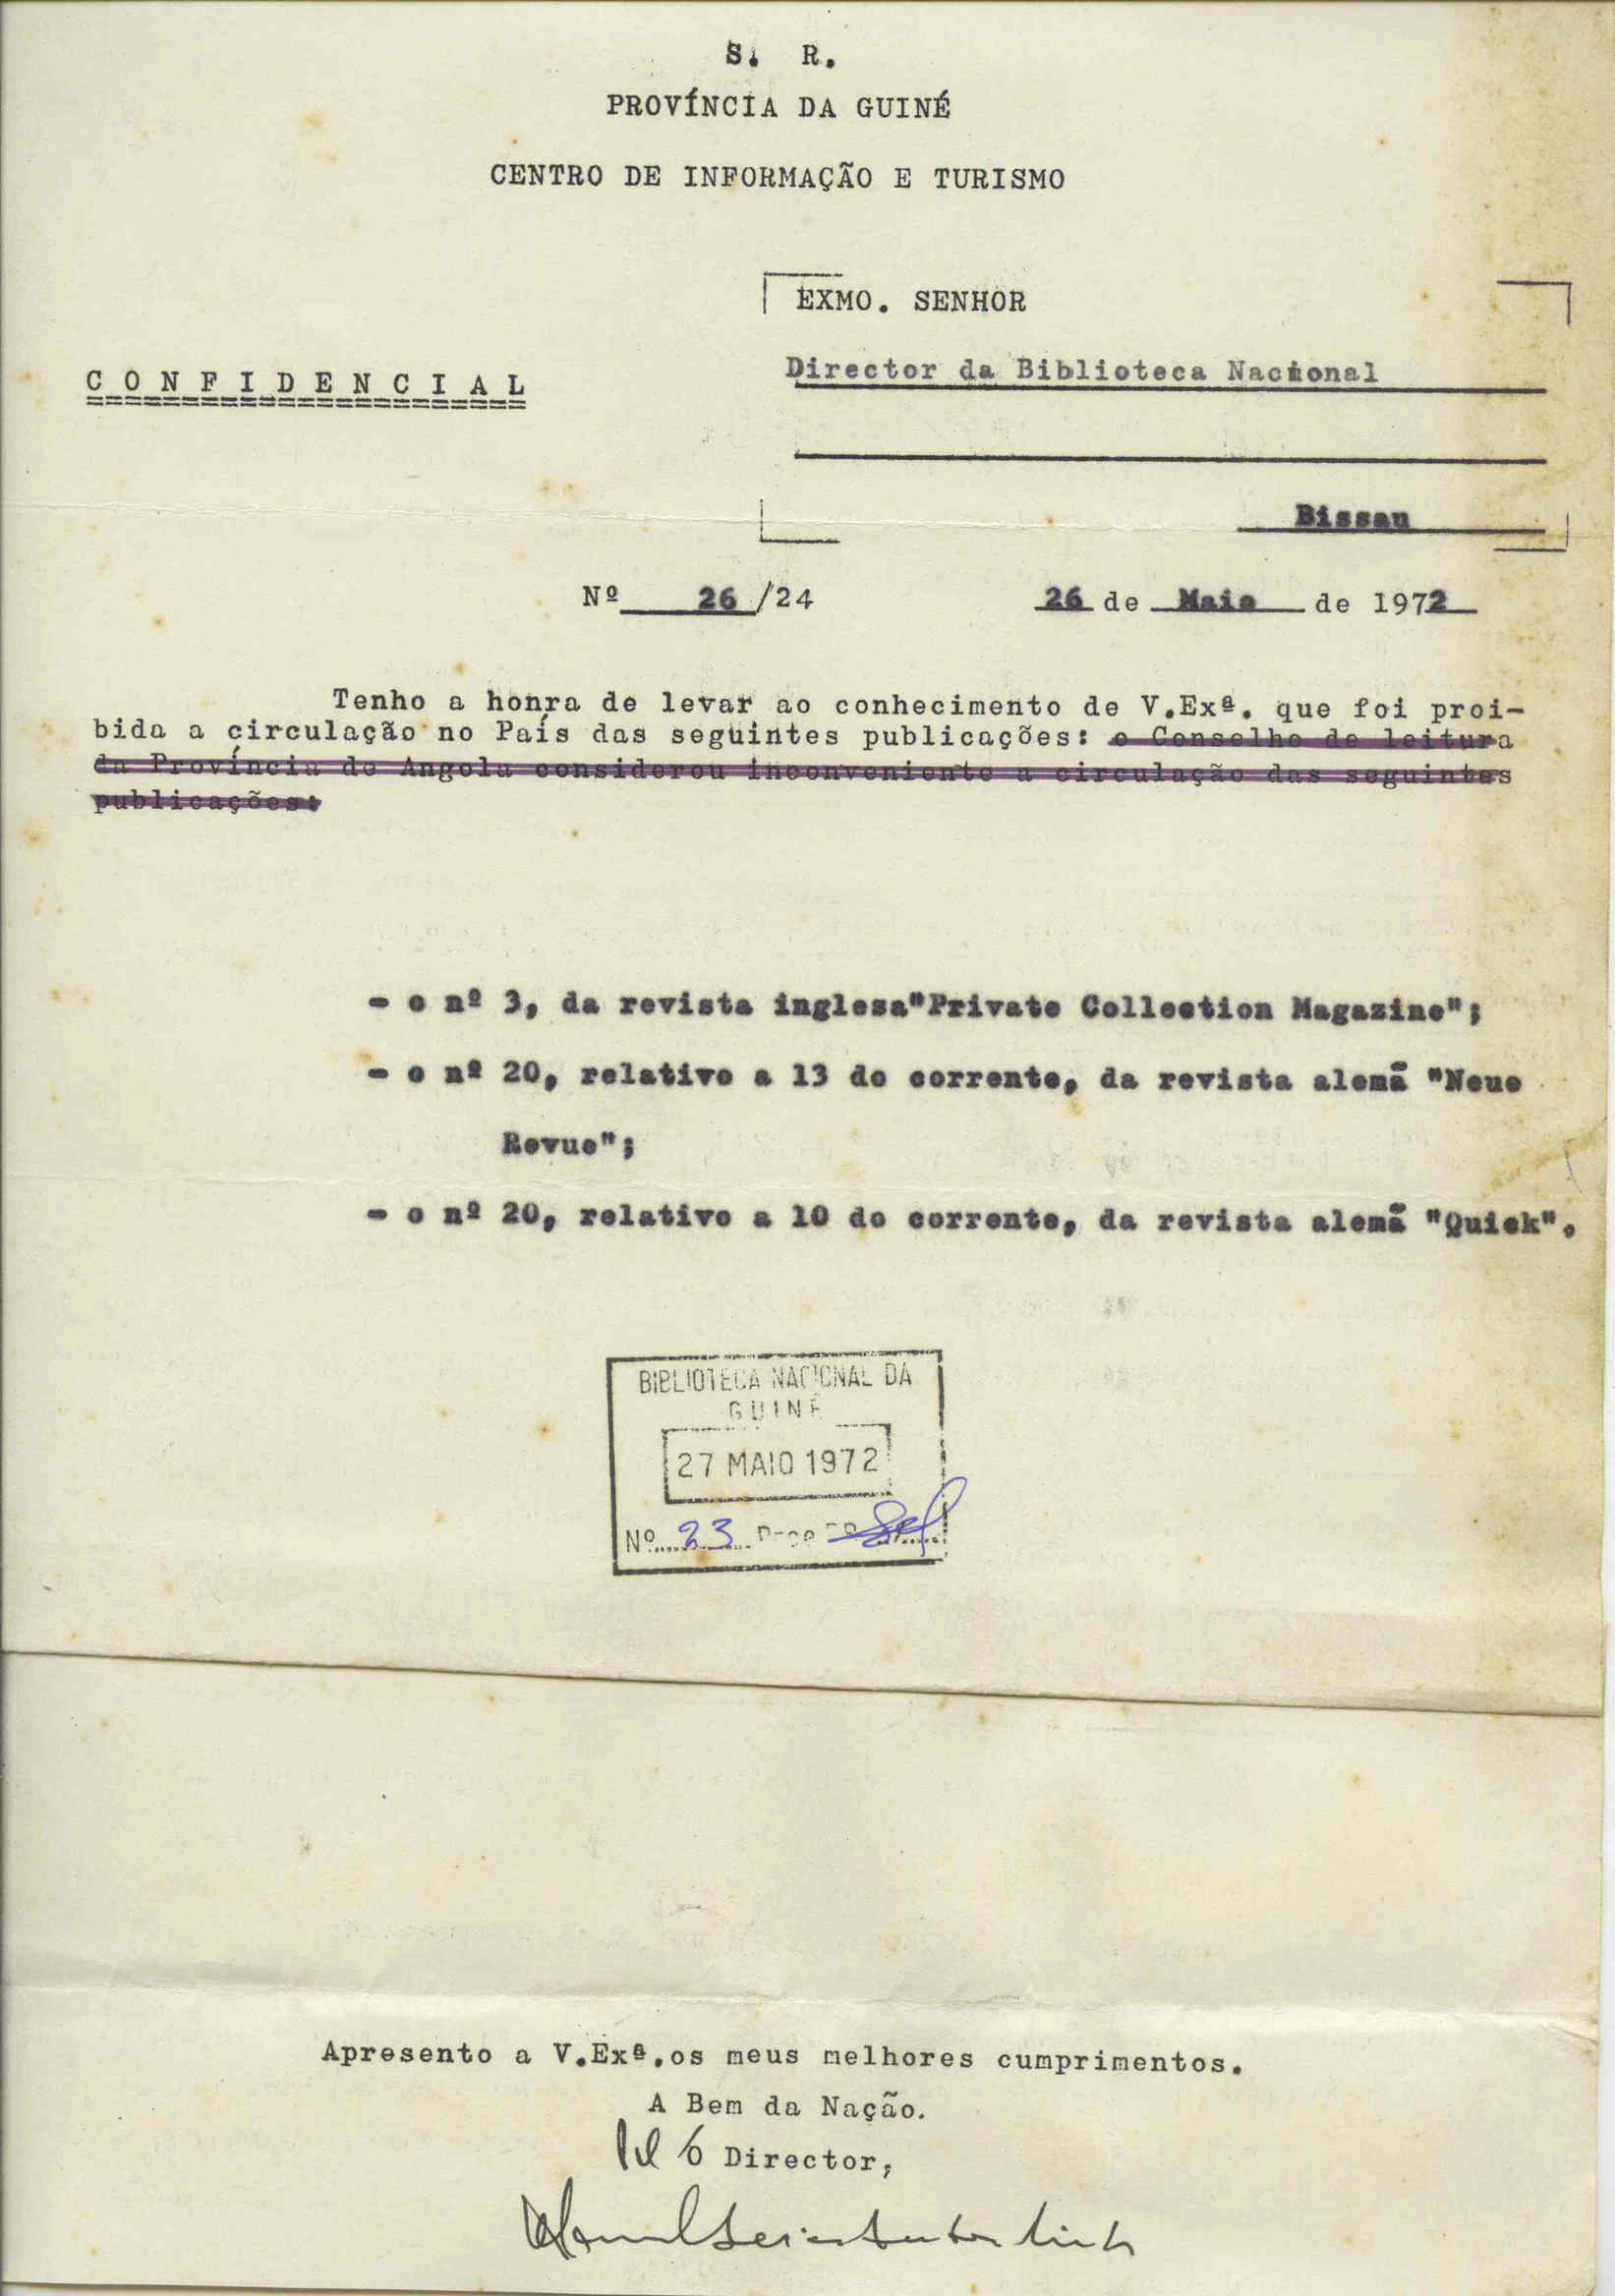 S. R.
PROVÍNCIA DA GUINÉ
CENTRO DE INFORMAÇÃO E TURISMO
EXMO. SENHOR
Director da Biblioteca Nacional
CONFIDENCIAL
Bissau
Nº 26 /24 26 de Maio de 1972
Tenho a honra de levar ao conhecimento de V.Exª. que foi proi-
bida a circulação no País das seguintes publicações: o Conselho de leitura
da Província de Angola considerou inconveniente a circulação das seguintes
publicações:
- o nº 3, da revista inglesa"Private Collection Magazine";
- o nº 20, relativo a 13 do corrente, da revista alemã "Neue
Revue";
- o nº 20, relativo a 10 do corrente, da revista alemã "Quick".
BIBLIOTECA NACIONAL DA
GUINÉ
27 MAIO 1972
Nº 23
Apresento a V.Exª.os meus melhores cumprimentos.
A Bem da Nação.
O Director,